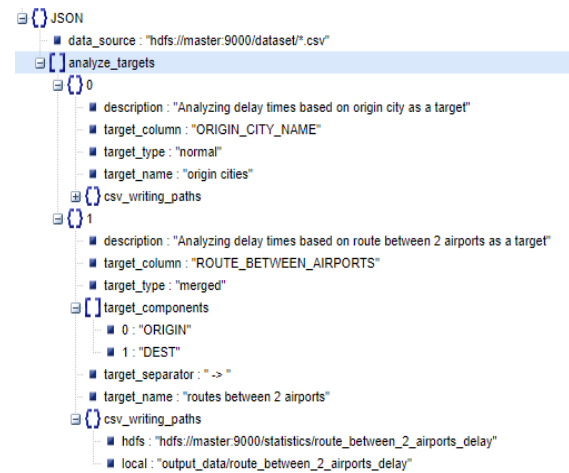 JSON
data_source : "hdfs://master:9000/dataset/*.csv"
analyze_targets
0
description : "Analyzing delay times based on origin city as a target"
target_column : "ORIGIN_CITY_NAME"
target_type : "normal"
target_name : "origin cities"
csv_writing_paths
1
description : "Analyzing delay times based on route between 2 airports as a target"
target_column : "ROUTE_BETWEEN_AIRPORTS"
target_type : "merged"
target_components
0 : "ORIGIN"
1 : "DEST"
target_separator : " -> "
target_name : "routes between 2 airports"
csv_writing_paths
hdfs : "hdfs://master:9000/statistics/route_between_2_airports_delay"
local : "output_data/route_between_2_airports_delay"